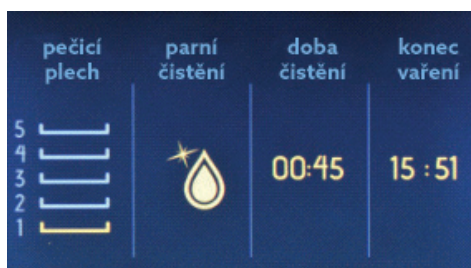 pečicí plech
parní čistění
doba čistění
konec vaření
5
4
3
2
1
00:45
15:51